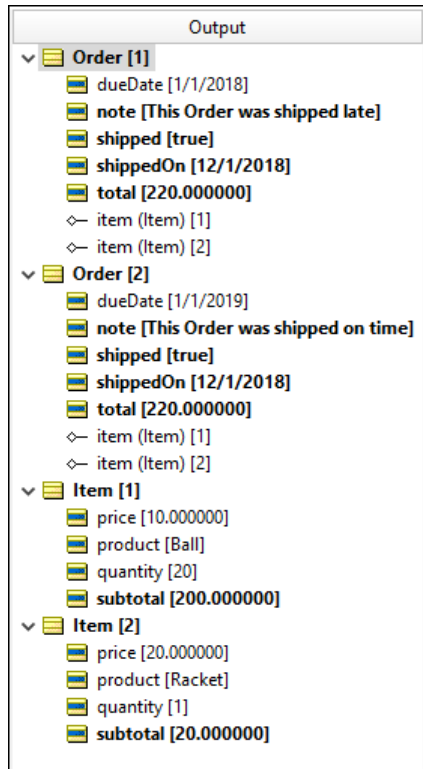 Output
Order [1]
dueDate [1/1/2018]
note [This Order was shipped late]
shipped [true]
shippedOn [12/1/2018]
total [220.000000]
item (Item) [1]
item (Item) [2]
Order [2]
dueDate [1/1/2019]
note [This Order was shipped on time]
shipped [true]
shippedOn [12/1/2018]
total [220.000000]
item (Item) [1]
item (Item) [2]
Item [1]
price [10.000000]
product [Ball]
quantity [20]
subtotal [200.000000]
Item [2]
price [20.000000]
product [Racket]
quantity [1]
subtotal [20.000000]